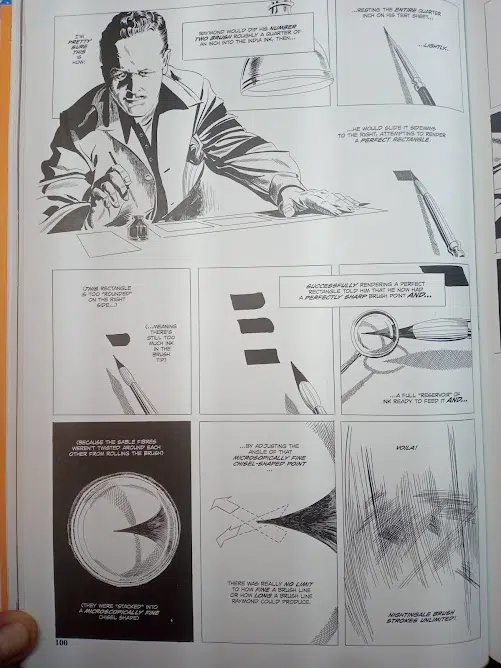 I'M
PRETTY
SURE
THIS
IS
HOW:
RAYMOND WOULD DIP HIS NUMBER
TWO BRUSH ROUGHLY A QUARTER OF
AN INCH INTO THE INDIA INK, THEN...
...RESTING THE ENTIRE QUARTER
INCH ON HIS TEST SHEET...
...LIGHTLY.
...HE WOULD SLIDE IT SIDEWAYS
TO THE RIGHT, ATTEMPTING TO RENDER
A PERFECT RECTANGLE.
(THIS RECTANGLE
IS TOO "ROUNDED"
ON THE RIGHT
SIDE...)
(...MEANING
THERE'S
STILL TOO
MUCH INK
IN THE
BRUSH
TIP)
SUCCESSFULLY RENDERING A PERFECT
RECTANGLE TOLD HIM THAT HE NOW HAD
A PERFECTLY SHARP BRUSH POINT AND...
...A FULL "RESERVOIR" OF
INK READY TO FEED IT AND...
(BECAUSE THE SABLE FIBRES
WEREN'T TWISTED AROUND EACH
OTHER FROM ROLLING THE BRUSH)
(THEY WERE "STACKED" INTO
A MICROSCOPICALLY FINE
CHISEL SHAPE)
...BY ADJUSTING THE
ANGLE OF THAT
MICROSCOPICALLY FINE
CHISEL-SHAPED POINT
...
THERE WAS REALLY NO LIMIT
TO HOW FINE A BRUSH LINE
OR HOW LONG A BRUSH LINE
RAYMOND COULD PRODUCE.
VOILA!
NIGHTINGALE BRUSH
STROKES UNLIMITED!
100